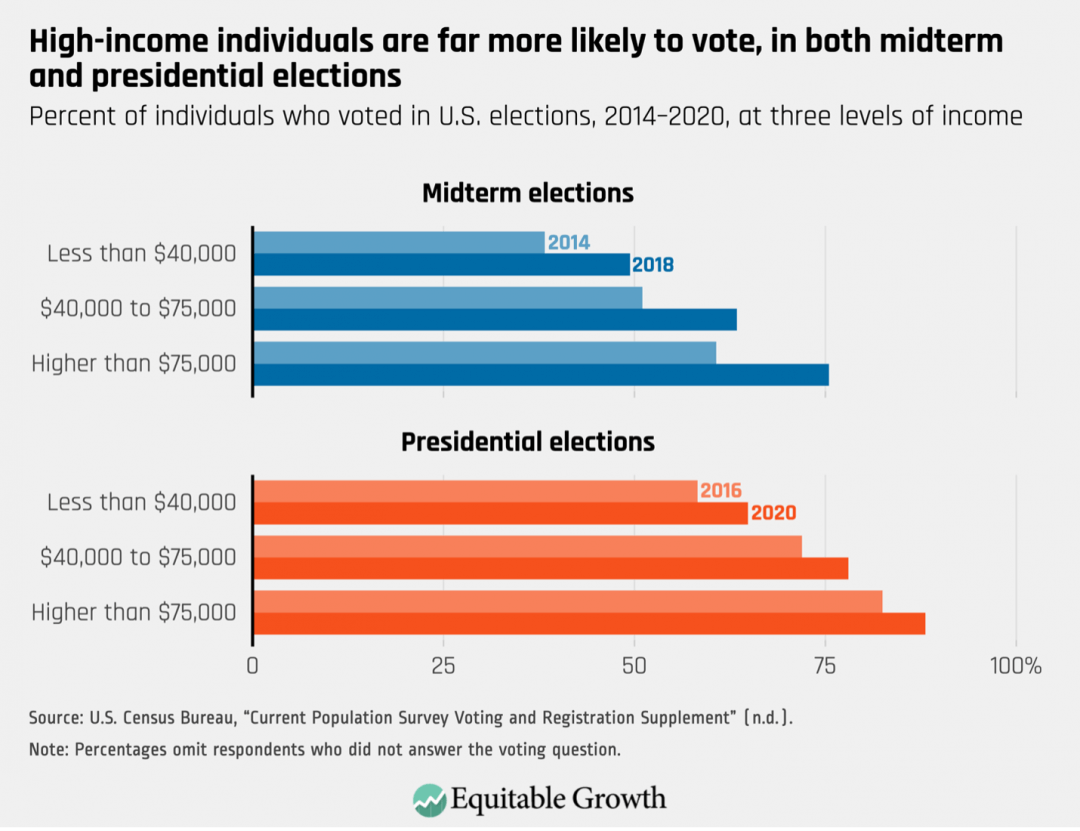 High-income individuals are far more likely to vote, in both midterm
and presidential elections
Percent of individuals who voted in U.S. elections, 2014–2020, at three levels of income
Midterm elections
Less than $40,000
2014
2018
$40,000 to $75,000
Higher than $75,000
Presidential elections
Less than $40,000
2016
2020
$40,000 to $75,000
Higher than $75,000
0 25 50 75 100%
Source: U.S. Census Bureau, “Current Population Survey Voting and Registration Supplement” (n.d.).
Note: Percentages omit respondents who did not answer the voting question.
Equitable Growth